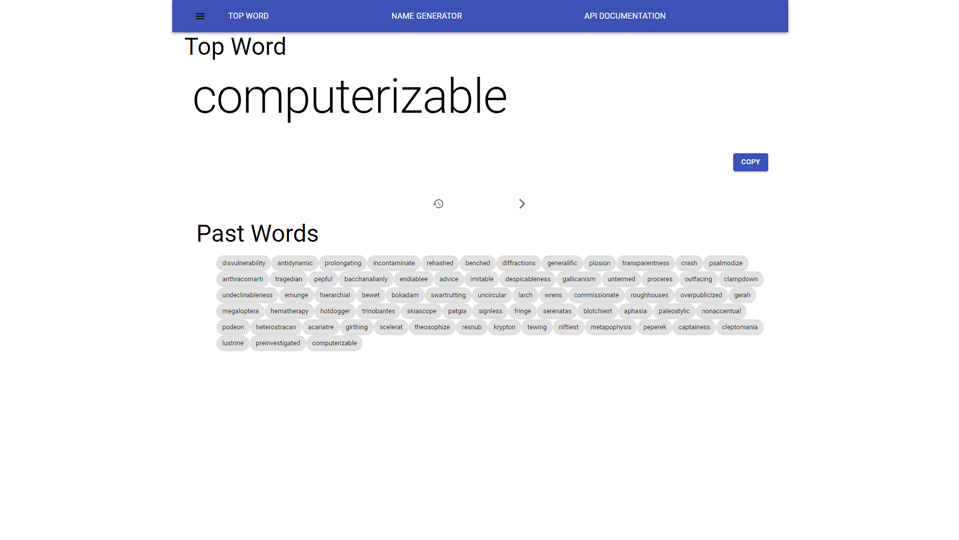 TOP WORD NAME GENERATOR API DOCUMENTATION
Top Word
computerizable
COPY
Past Words
disvulnerability antidynamic prolongating incontaminate rehashed benched diffractions generalific plosion transparentness crash psalmodize
anthracomarti tragedian pepful bacchanalianly endiablee advice imitable despicableness gallicanism untermed proceres outfacing clampdown
undeclinableness emunge hierarchial bewet bokadam swartrutting uncircular larch wrens commissionate roughhouses overpublicized gerah
megaloptera hematherapy hotdogger trinobantes skiascope patgia signless fringe serenatas blotchiest aphasia paleostylic nonaccentual
podeon heterostracan acariatre girthing scelerat theosophize resnub krypton tewing niftiest metapophysis peperek captainess cleptomania
lustrine preinvestigated computerizable